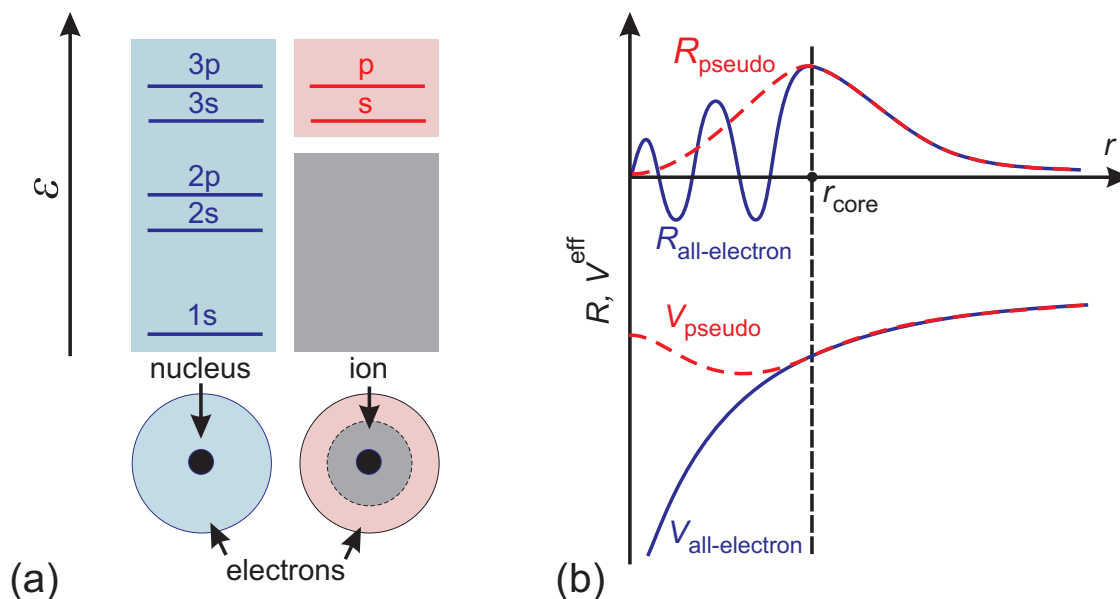 ε
3p
3s
2p
2s
1s
p
s
nucleus
ion
electrons
(a)
R, V^eff
R_pseudo
r
r_core
R_all-electron
V_pseudo
V_all-electron
(b)